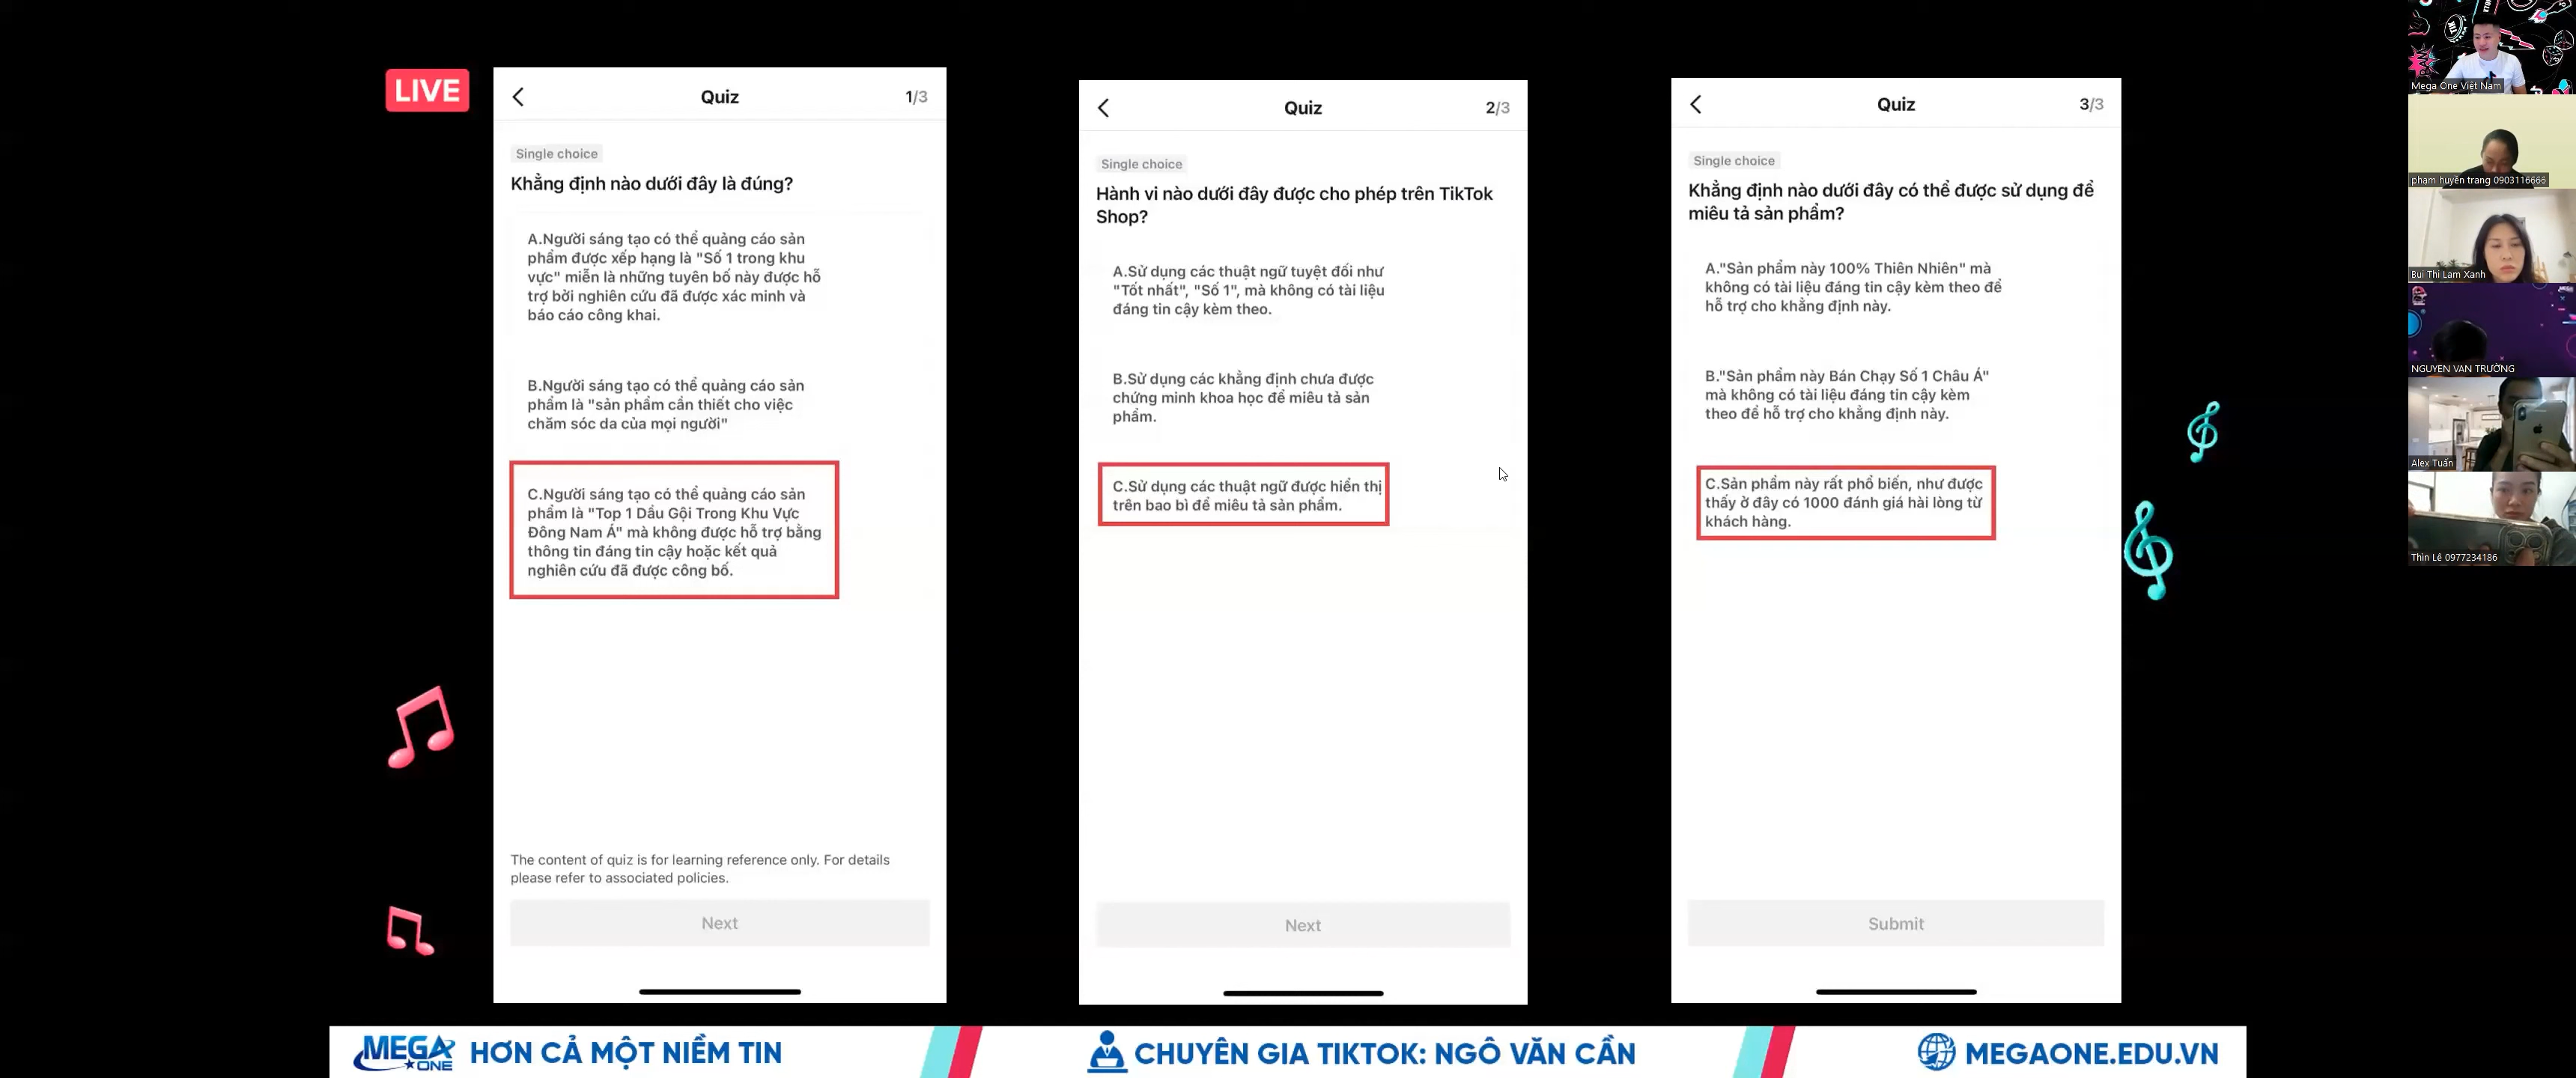 LIVE
Quiz
1/3
Single choice
Khẳng định nào dưới đây là đúng?
A.Người sáng tạo có thể quảng cáo sản
phẩm được xếp hạng là "Số 1 trong khu
vực" miễn là những tuyên bố này được hỗ
trợ bởi nghiên cứu đã được xác minh và
báo cáo công khai.
B.Người sáng tạo có thể quảng cáo sản
phẩm là "sản phẩm cần thiết cho việc
chăm sóc da của mọi người"
C.Người sáng tạo có thể quảng cáo sản
phẩm là "Top 1 Dầu Gội Trong Khu Vực
Đông Nam Á" mà không được hỗ trợ bằng
thông tin đáng tin cậy hoặc kết quả
nghiên cứu đã được công bố.
The content of quiz is for learning reference only. For details
please refer to associated policies.
Next
Quiz
2/3
Single choice
Hành vi nào dưới đây được cho phép trên TikTok
Shop?
A.Sử dụng các thuật ngữ tuyệt đối như
"Tốt nhất", "Số 1", mà không có tài liệu
đáng tin cậy kèm theo.
B.Sử dụng các khẳng định chưa được
chứng minh khoa học để miêu tả sản
phẩm.
C.Sử dụng các thuật ngữ được hiển thị
trên bao bì để miêu tả sản phẩm.
Next
Quiz
3/3
Single choice
Khẳng định nào dưới đây có thể được sử dụng để
miêu tả sản phẩm?
A."Sản phẩm này 100% Thiên Nhiên" mà
không có tài liệu đáng tin cậy kèm theo để
hỗ trợ cho khẳng định này.
B."Sản phẩm này Bán Chạy Số 1 Châu Á"
mà không có tài liệu đáng tin cậy kèm
theo để hỗ trợ cho khẳng định này.
C.Sản phẩm này rất phổ biến, như được
thấy ở đây có 1000 đánh giá hài lòng từ
khách hàng.
Submit
Mega One Việt Nam
phạm huyền trang 0903116666
Bui Thi Lam Xanh
NGUYEN VAN TRƯỜNG
Alex Tuấn
Thìn Lê 0977234186
MEGA ONE
HƠN CẢ MỘT NIỀM TIN
CHUYÊN GIA TIKTOK: NGÔ VĂN CẦN
MEGAONE.EDU.VN